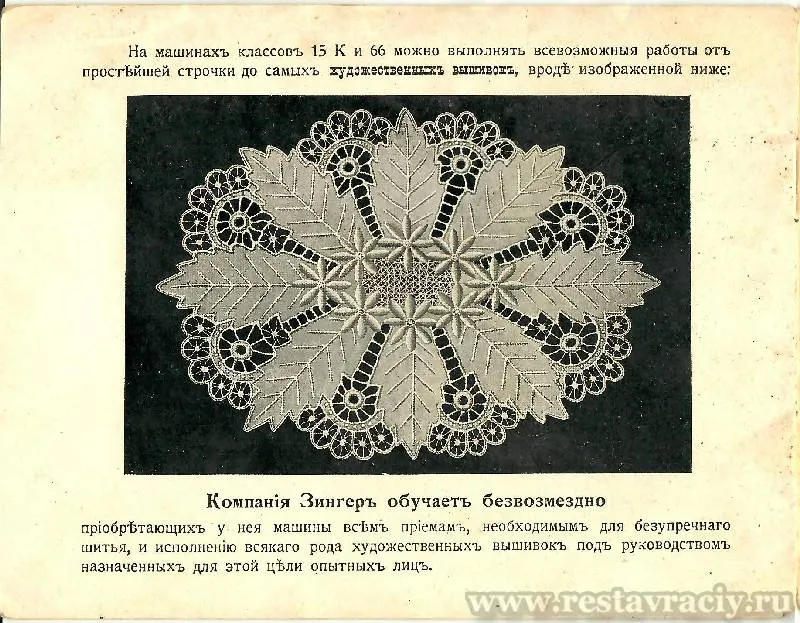 На машинахъ классовъ 15 К и 66 можно выполнять всевозможныя работы отъ
простѣйшей строчки до самыхъ художественныхъ вышивокъ, вродѣ изображенной ниже:
Компанія Зингеръ обучаетъ безвозмездно
пріобрѣтающихъ у нея машины всѣмъ пріемамъ, необходимымъ для безупречнаго
шитья, и исполненію всякаго рода художественныхъ вышивокъ подъ руководствомъ
назначенныхъ для этой цѣли опытныхъ лицъ.
www.restavraciy.ru